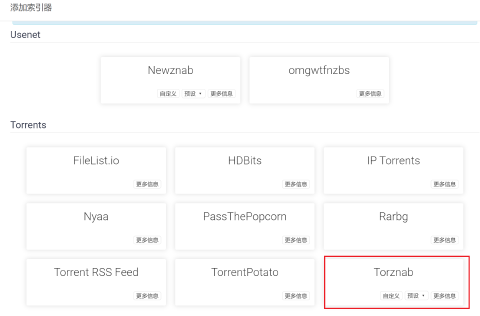 添加索引器
Usenet
Newznab
自定义 预设 更多信息
omgwtfnzbs
更多信息
Torrents
FileList.io
更多信息
HDBits
更多信息
IP Torrents
更多信息
Nyaa
更多信息
PassThePopcorn
更多信息
Rarbg
更多信息
Torrent RSS Feed
更多信息
TorrentPotato
更多信息
Torznab
自定义 预设 更多信息